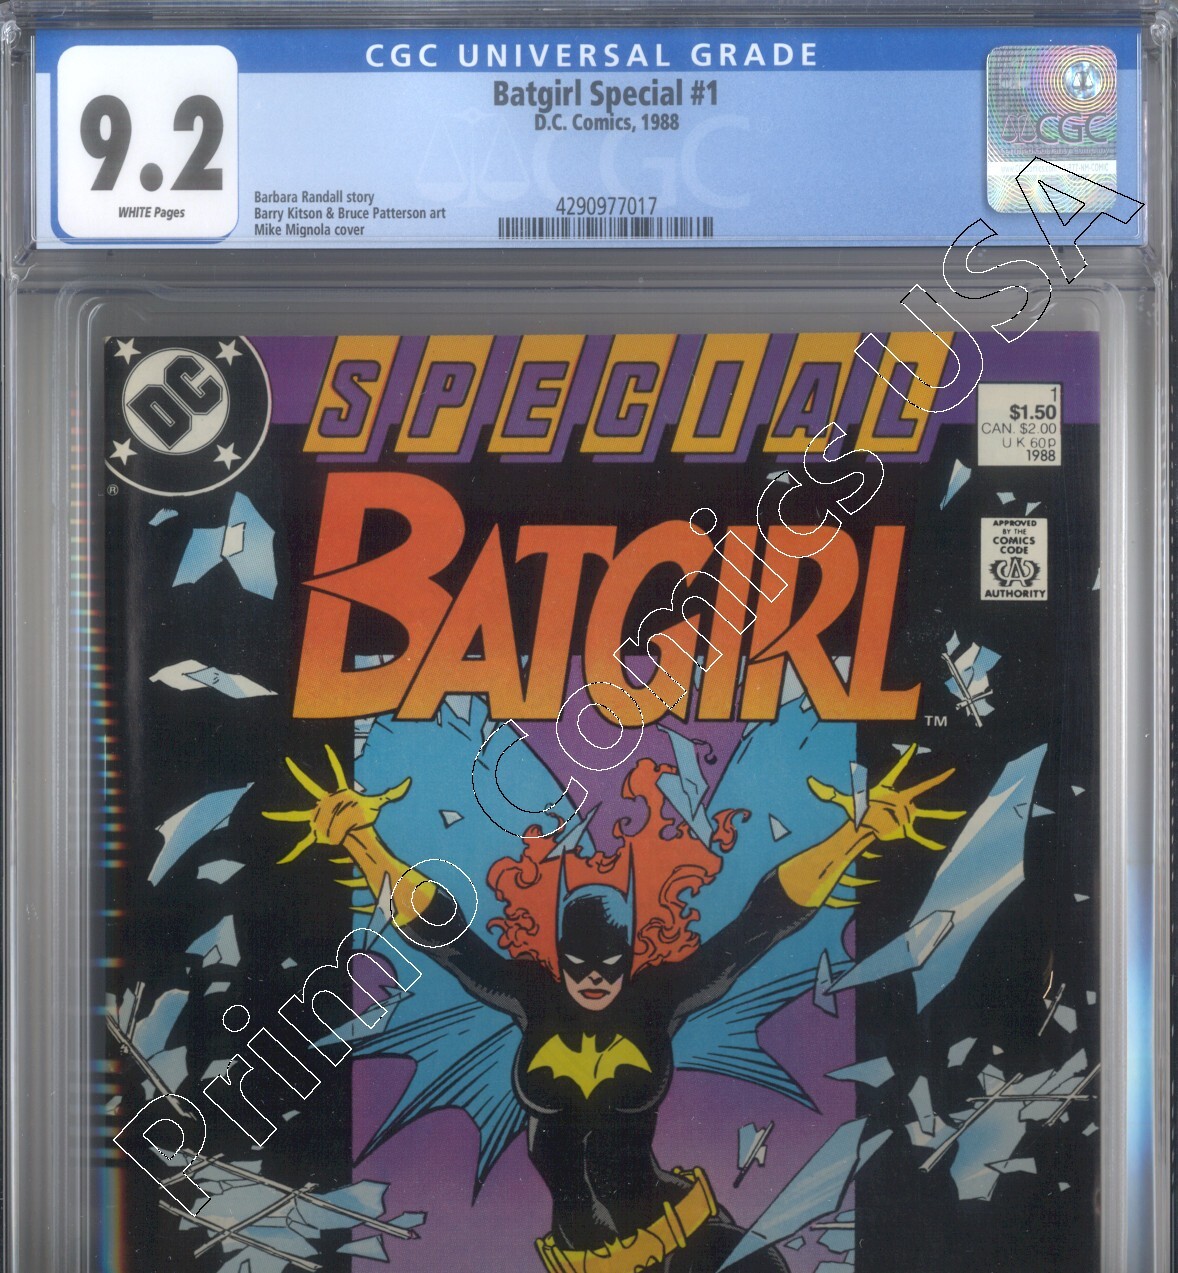 CGC UNIVERSAL GRADE
9.2
WHITE Pages
Batgirl Special #1
D.C. Comics, 1988
Barbara Randall story
Barry Kitson & Bruce Patterson art
Mike Mignola cover
4290977017
CGC
CGC
DC
®
SPECIAL
1
$1.50
CAN. $2.00
U K 60p
1988
BATGIRL
TM
APPROVED
BY THE
COMICS
CODE
AUTHORITY
Primo Comics USA